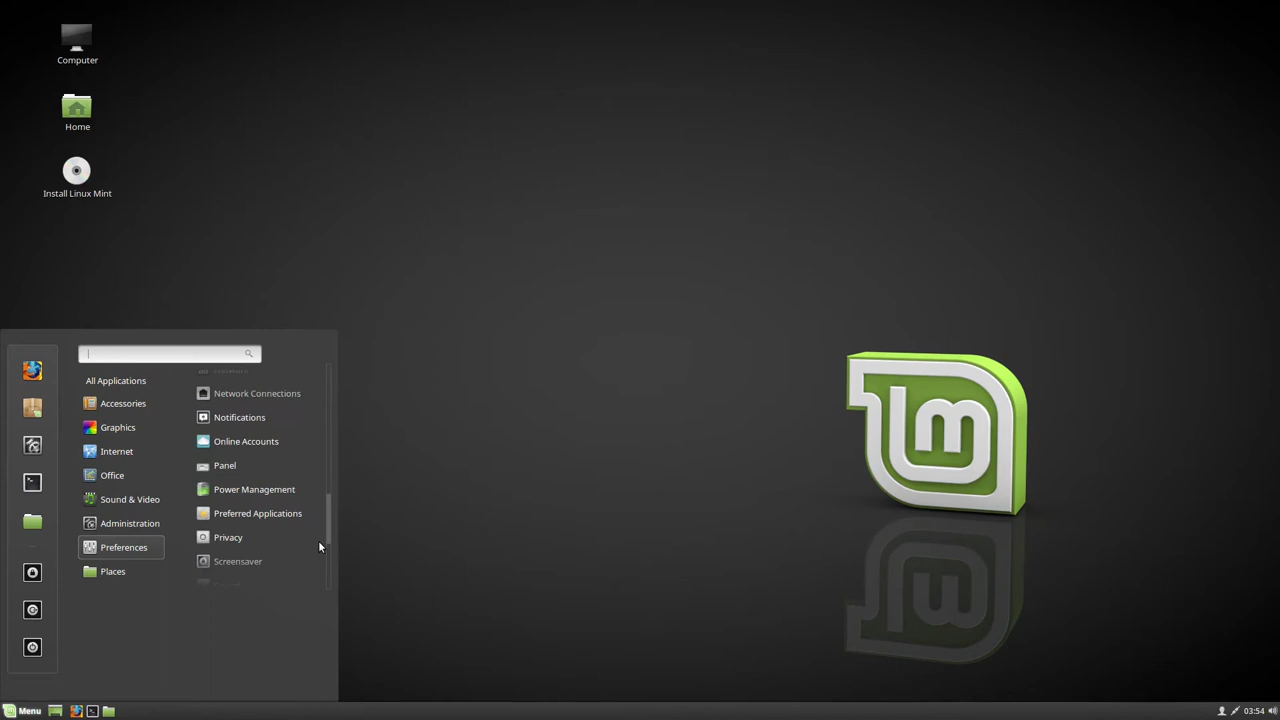 Computer
Home
Install Linux Mint
All Applications
Accessories
Graphics
Internet
Office
Sound & Video
Administration
Preferences
Places
Network Connections
Notifications
Online Accounts
Panel
Power Management
Preferred Applications
Privacy
Screensaver
lm
Menu
03:54